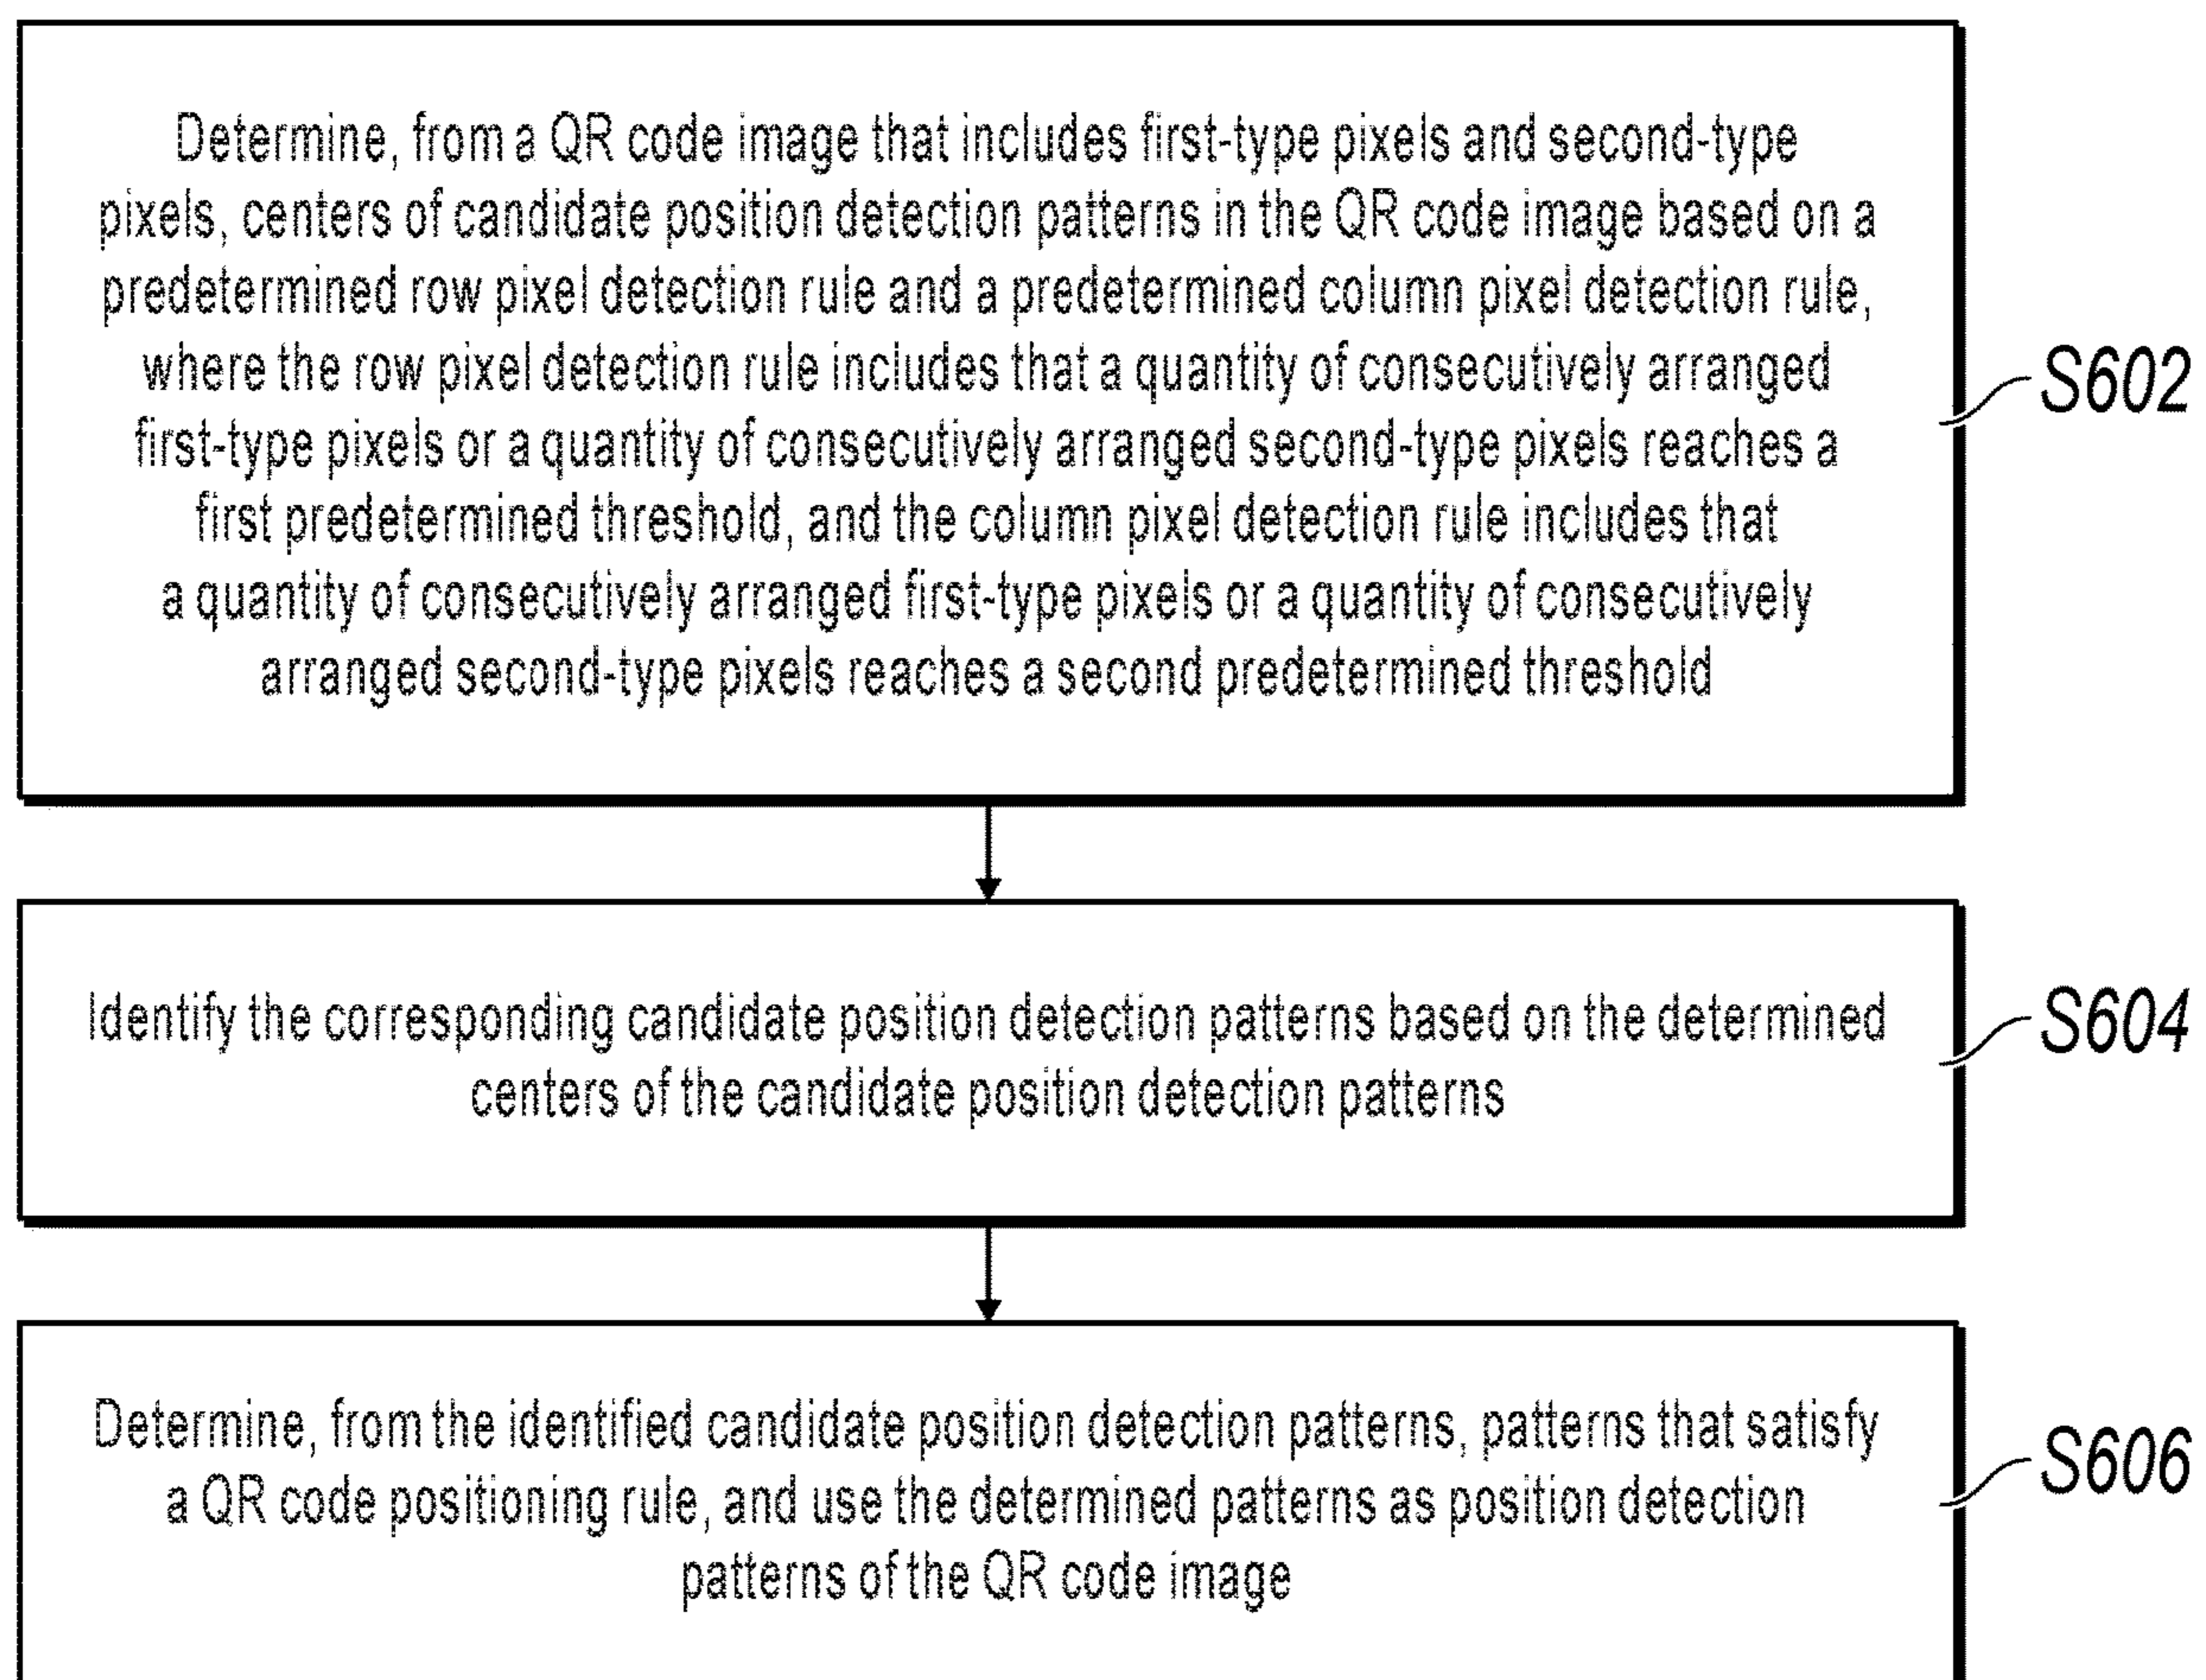 Determine, from a QR code image that includes first-type pixels and second-type
pixels, centers of candidate position detection patterns in the QR code image based on a
predetermined row pixel detection rule and a predetermined column pixel detection rule,
where the row pixel detection rule includes that a quantity of consecutively arranged
first-type pixels or a quantity of consecutively arranged second-type pixels reaches a
first predetermined threshold, and the column pixel detection rule includes that
a quantity of consecutively arranged first-type pixels or a quantity of consecutively
arranged second-type pixels reaches a second predetermined threshold
S602
Identify the corresponding candidate position detection patterns based on the determined
centers of the candidate position detection patterns
S604
Determine, from the identified candidate position detection patterns, patterns that satisfy
a QR code positioning rule, and use the determined patterns as position detection
patterns of the QR code image
S606